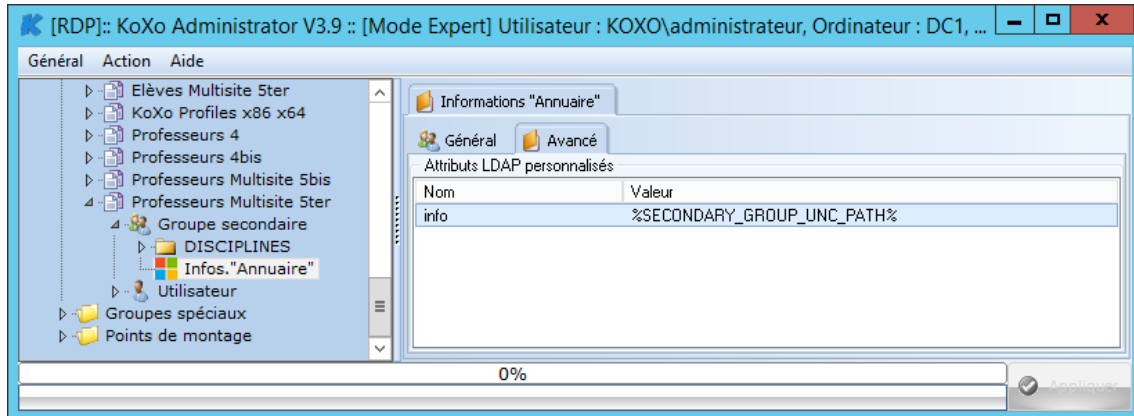 [RDP]:: KoXo Administrator V3.9 :: [Mode Expert] Utilisateur : KOXO\administrateur, Ordinateur : DC1, ...
Général Action Aide
Elèves Multisite 5ter
KoXo Profiles x86 x64
Professeurs 4
Professeurs 4bis
Professeurs Multisite 5bis
Professeurs Multisite 5ter
Groupe secondaire
DISCIPLINES
Infos."Annuaire"
Utilisateur
Groupes spéciaux
Points de montage
Informations "Annuaire"
Général Avancé
Attributs LDAP personnalisés
Nom Valeur
info %SECONDARY_GROUP_UNC_PATH%
0%
Appliquer